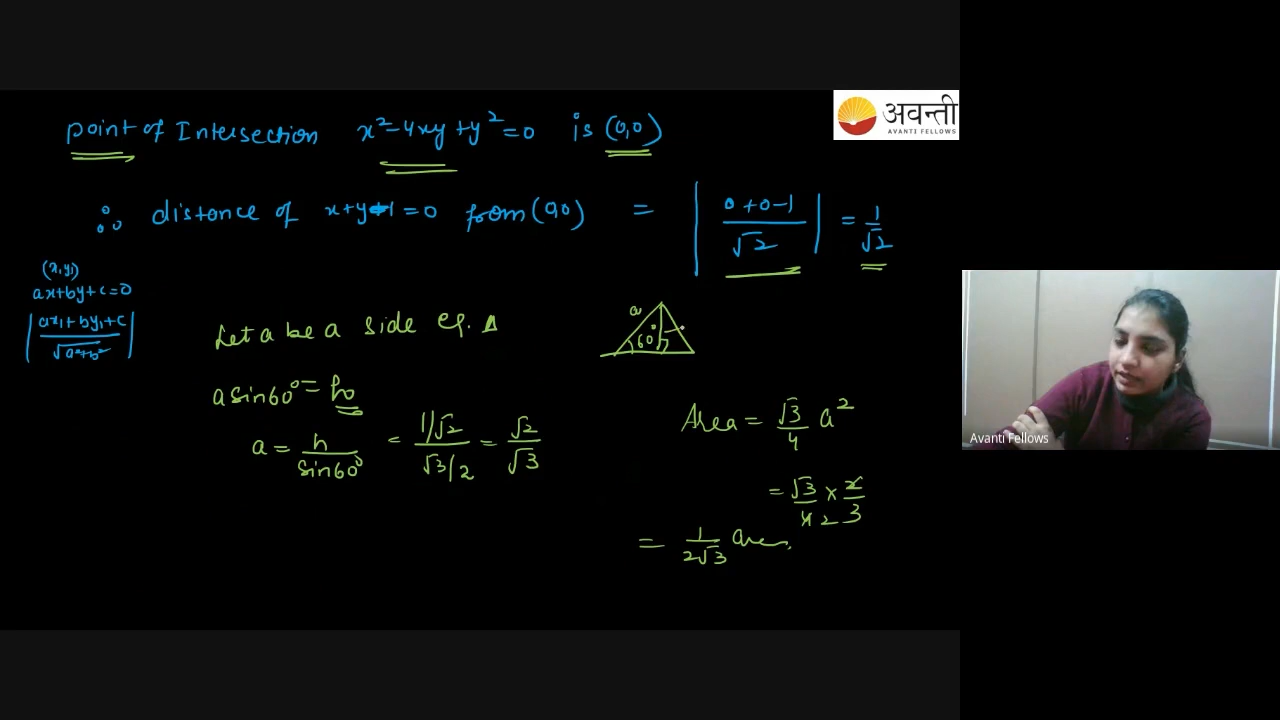 point of Intersection x²-4xy+y²=0 is (0,0)
अवन्ती
AVANTI FELLOWS
∴ distance of x+y-1=0 from (0,0) = |0+0-1/√2| = 1/√2
(x,y₁)
ax+by+c=0
|ax₁+by₁+c/√a²+b²|
Let a be a side eq. Δ
a
60°
a sin60° = h
a = h/sin60° = 1/√2/√3/2 = √2/√3
Area = √3/4 a²
= √3/4 2 × 2/3
= 1/2√3
Avanti Fellows